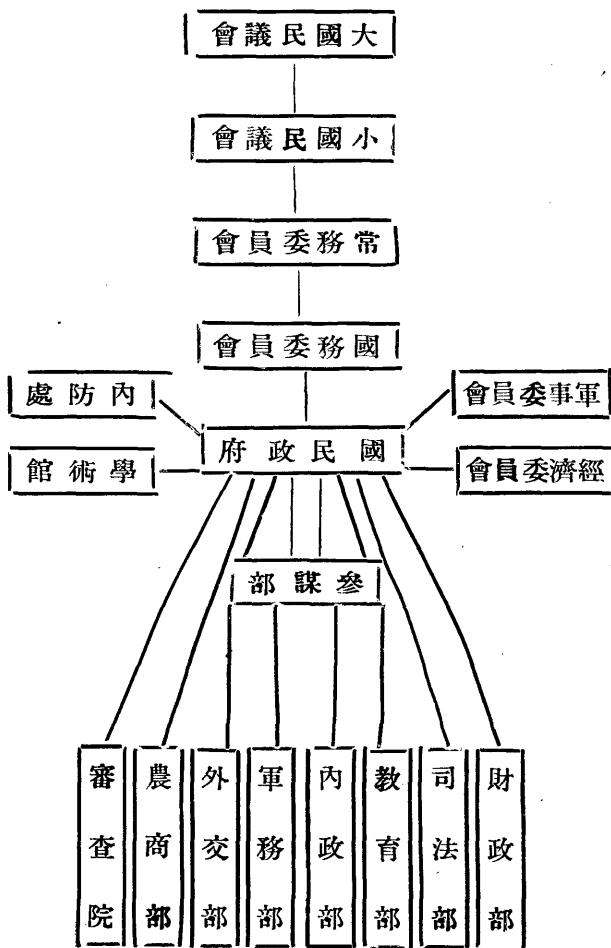 大國民議會
小國民議會
常務委員會
國務委員會
軍事委員會
內防處
國民政府
經濟委員會
學術館
參謀部
財政部
司法部
教育部
內政部
軍務部
外交部
農商部
審查院